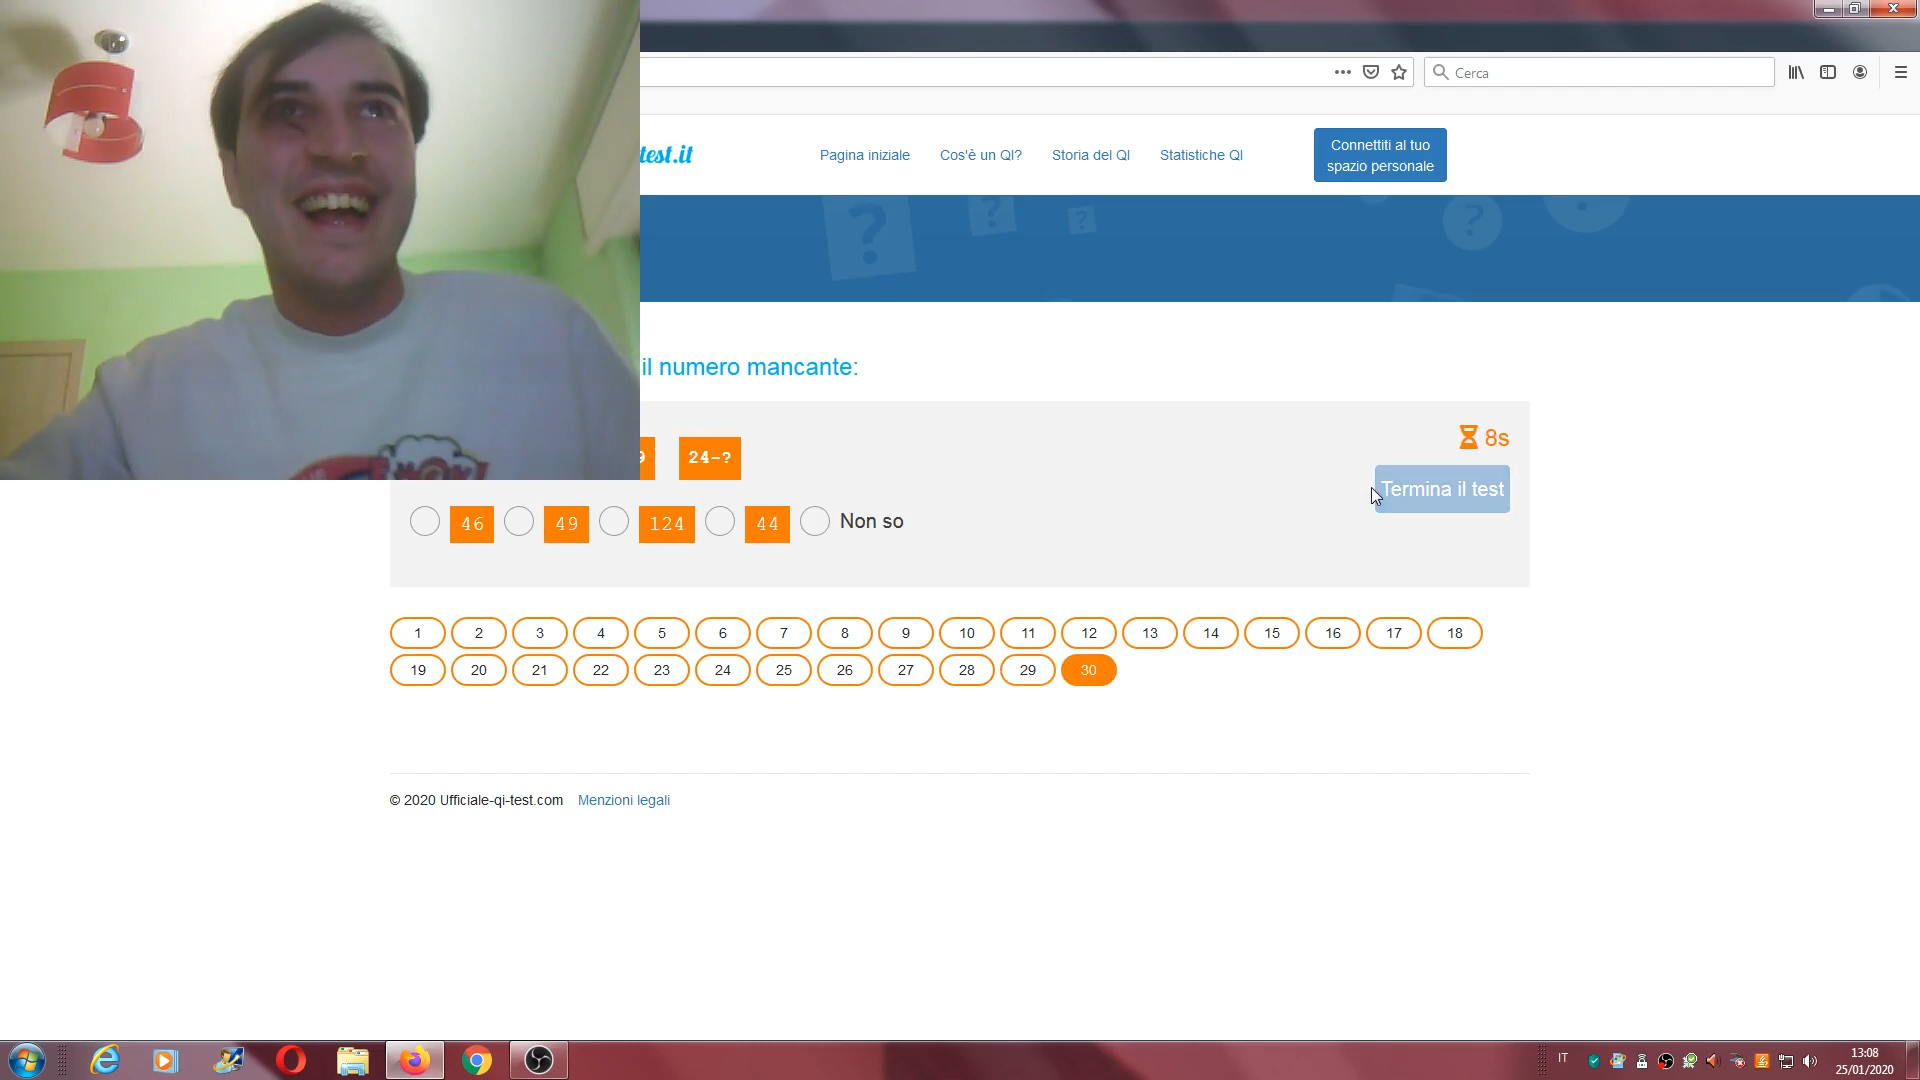 Cerca
test.it
Pagina iniziale
Cos'è un QI?
Storia del QI
Statistiche QI
Connettiti al tuo
spazio personale
il numero mancante:
8s
24-?
Termina il test
46
49
124
44
Non so
1 2 3 4 5 6 7 8 9 10 11 12 13 14 15 16 17 18
19 20 21 22 23 24 25 26 27 28 29 30
© 2020 Ufficiale-qi-test.com Menzioni legali
IT
13:08
25/01/2020